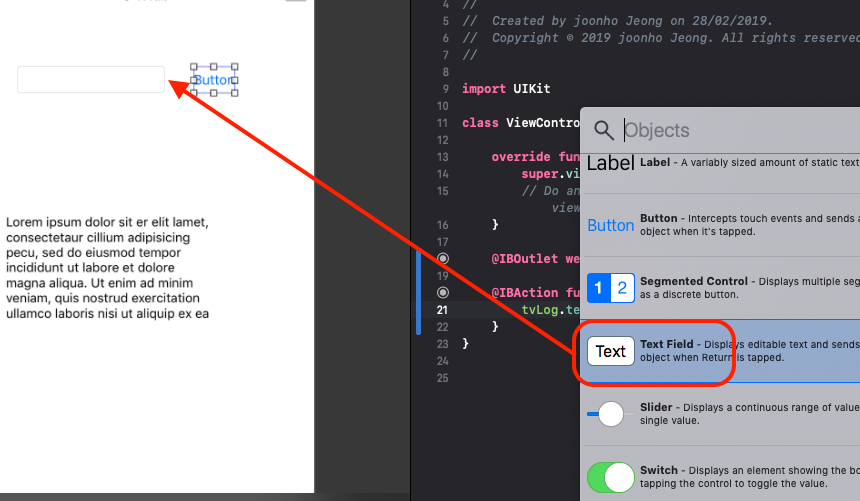 Button
Lorem ipsum dolor sit er elit lamet,
consectetaur cillium adipisicing
pecu, sed do eiusmod tempor
incididunt ut labore et dolore
magna aliqua. Ut enim ad minim
veniam, quis nostrud exercitation
ullamco laboris nisi ut aliquip ex ea
4 //
5 // Created by joonho Jeong on 28/02/2019.
6 // Copyright © 2019 joonho Jeong. All rights reserved
7 //
8
9 import UIKit
10
11 class ViewContro
12
13 override fun
14 super.vi
15 // Do an
view
16 }
17
@IBOutlet we
19
@IBAction fu
21 tvLog.te
22 }
23 }
24
25
Objects
Label Label - A variably sized amount of static text
Button Button - Intercepts touch events and sends a
object when it's tapped.
1 2 Segmented Control - Displays multiple seg
as a discrete button.
Text Text Field - Displays editable text and sends
object when Return is tapped.
Slider - Displays a continuous range of value
single value.
Switch - Displays an element showing the bo
tapping the control to toggle the value.